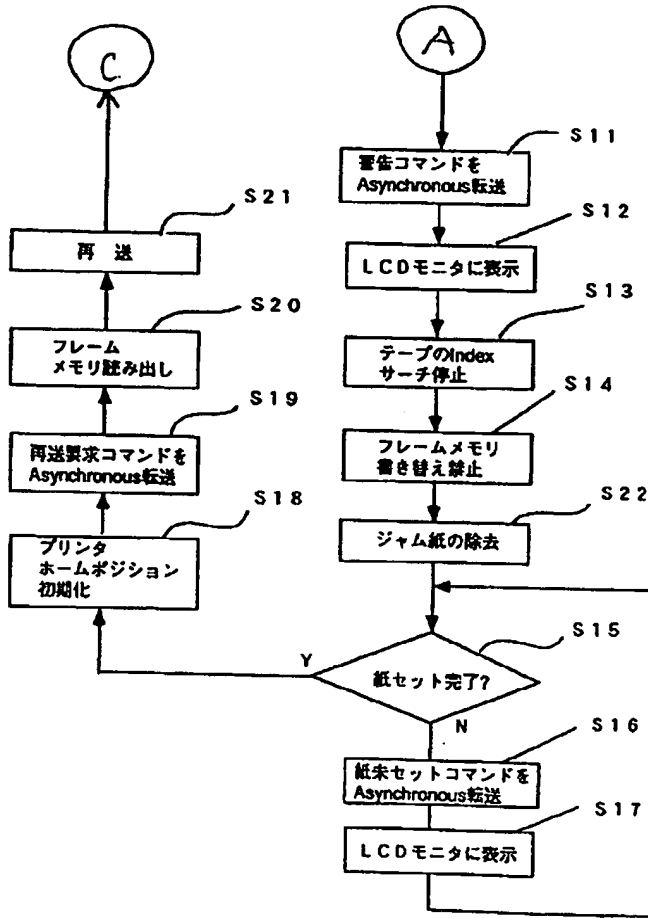 A
S11
警告コマンドを
Asynchronous転送
S12
LCDモニタに表示
S13
テープのIndex
サーチ停止
S14
フレームメモリ
書き替え禁止
S22
ジャム紙の除去
S15
紙セット完了?
Y
N
S16
紙未セットコマンドを
Asynchronous転送
S17
LCDモニタに表示
S18
プリンタ
ホームポジション
初期化
S19
再送要求コマンドを
Asynchronous転送
S20
フレーム
メモリ読み出し
S21
再 送
C